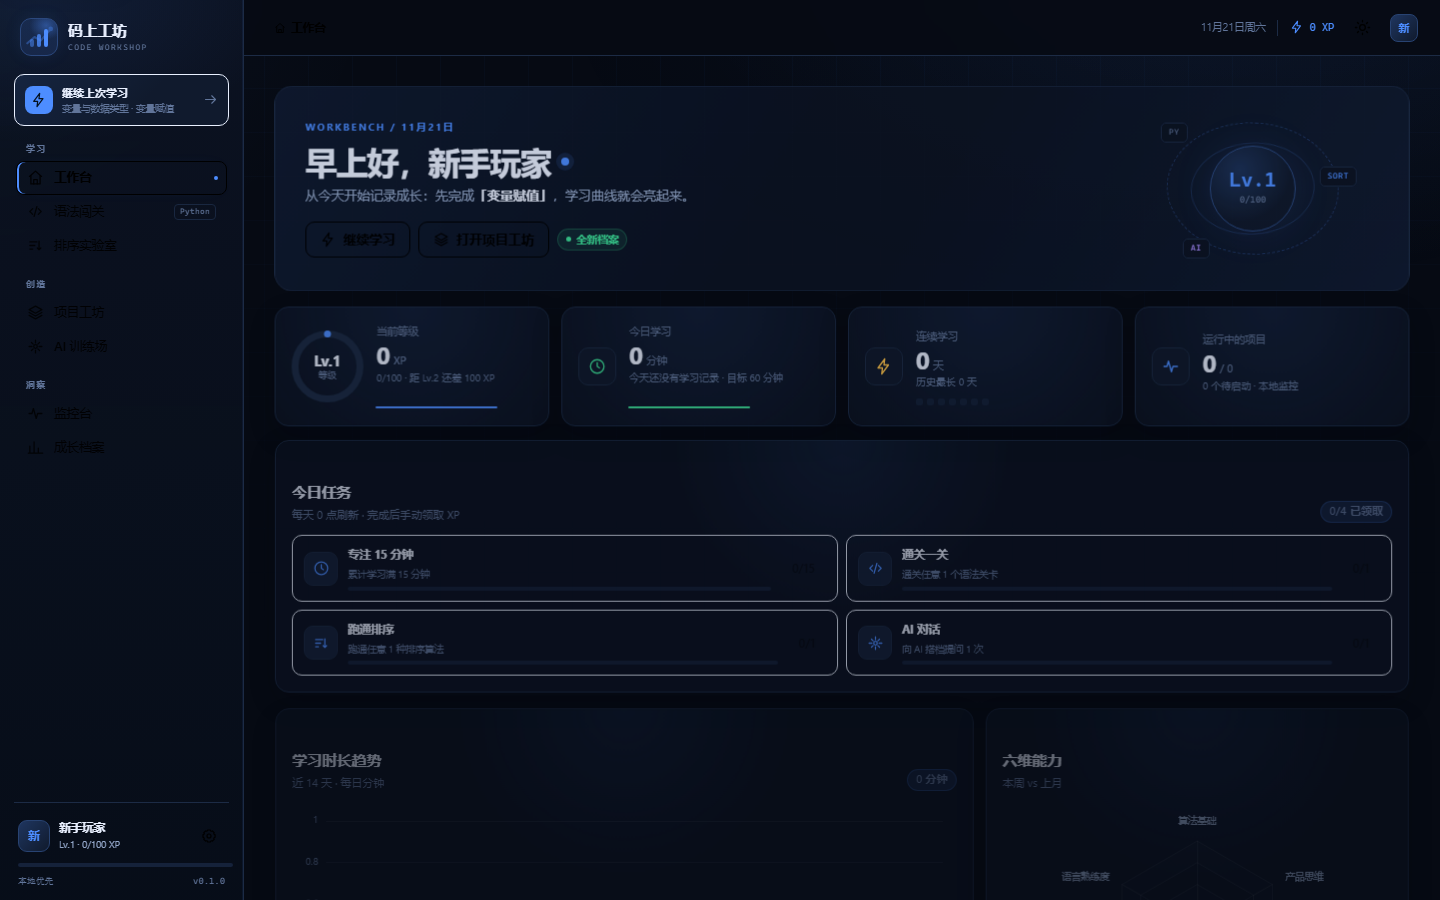 码上工坊
CODE WORKSHOP
继续上次学习
变量与数据类型 · 变量赋值
学习
工作台
语法闯关
Python
排序实验室
创造
项目工坊
AI 训练场
洞察
监控台
成长档案
新
新手玩家
Lv.1 · 0/100 XP
本地优先
v0.1.0
工作台
11月21日周六
0 XP
新
WORKBENCH / 11月21日
早上好，新手玩家
从今天开始记录成长：先完成「变量赋值」，学习曲线就会亮起来。
继续学习
打开项目工坊
全新档案
PY
SORT
AI
Lv.1
0/100
Lv.1
等级
当前等级
0 XP
0/100 · 距 Lv.2 还差 100 XP
今日学习
0 分钟
今天还没有学习记录 · 目标 60 分钟
连续学习
0 天
历史最长 0 天
运行中的项目
0 / 0
0 个待启动 · 本地监控
今日任务
每天 0 点刷新 · 完成后手动领取 XP
0/4 已领取
专注 15 分钟
累计学习满 15 分钟
通关一关
通关任意 1 个语法关卡
跑通排序
跑通任意 1 种排序算法
AI 对话
向 AI 搭档提问 1 次
学习时长趋势
近 14 天 · 每日分钟
0 分钟
1
0.8
六维能力
本周 vs 上月
算法基础
语言熟练度
产品思维